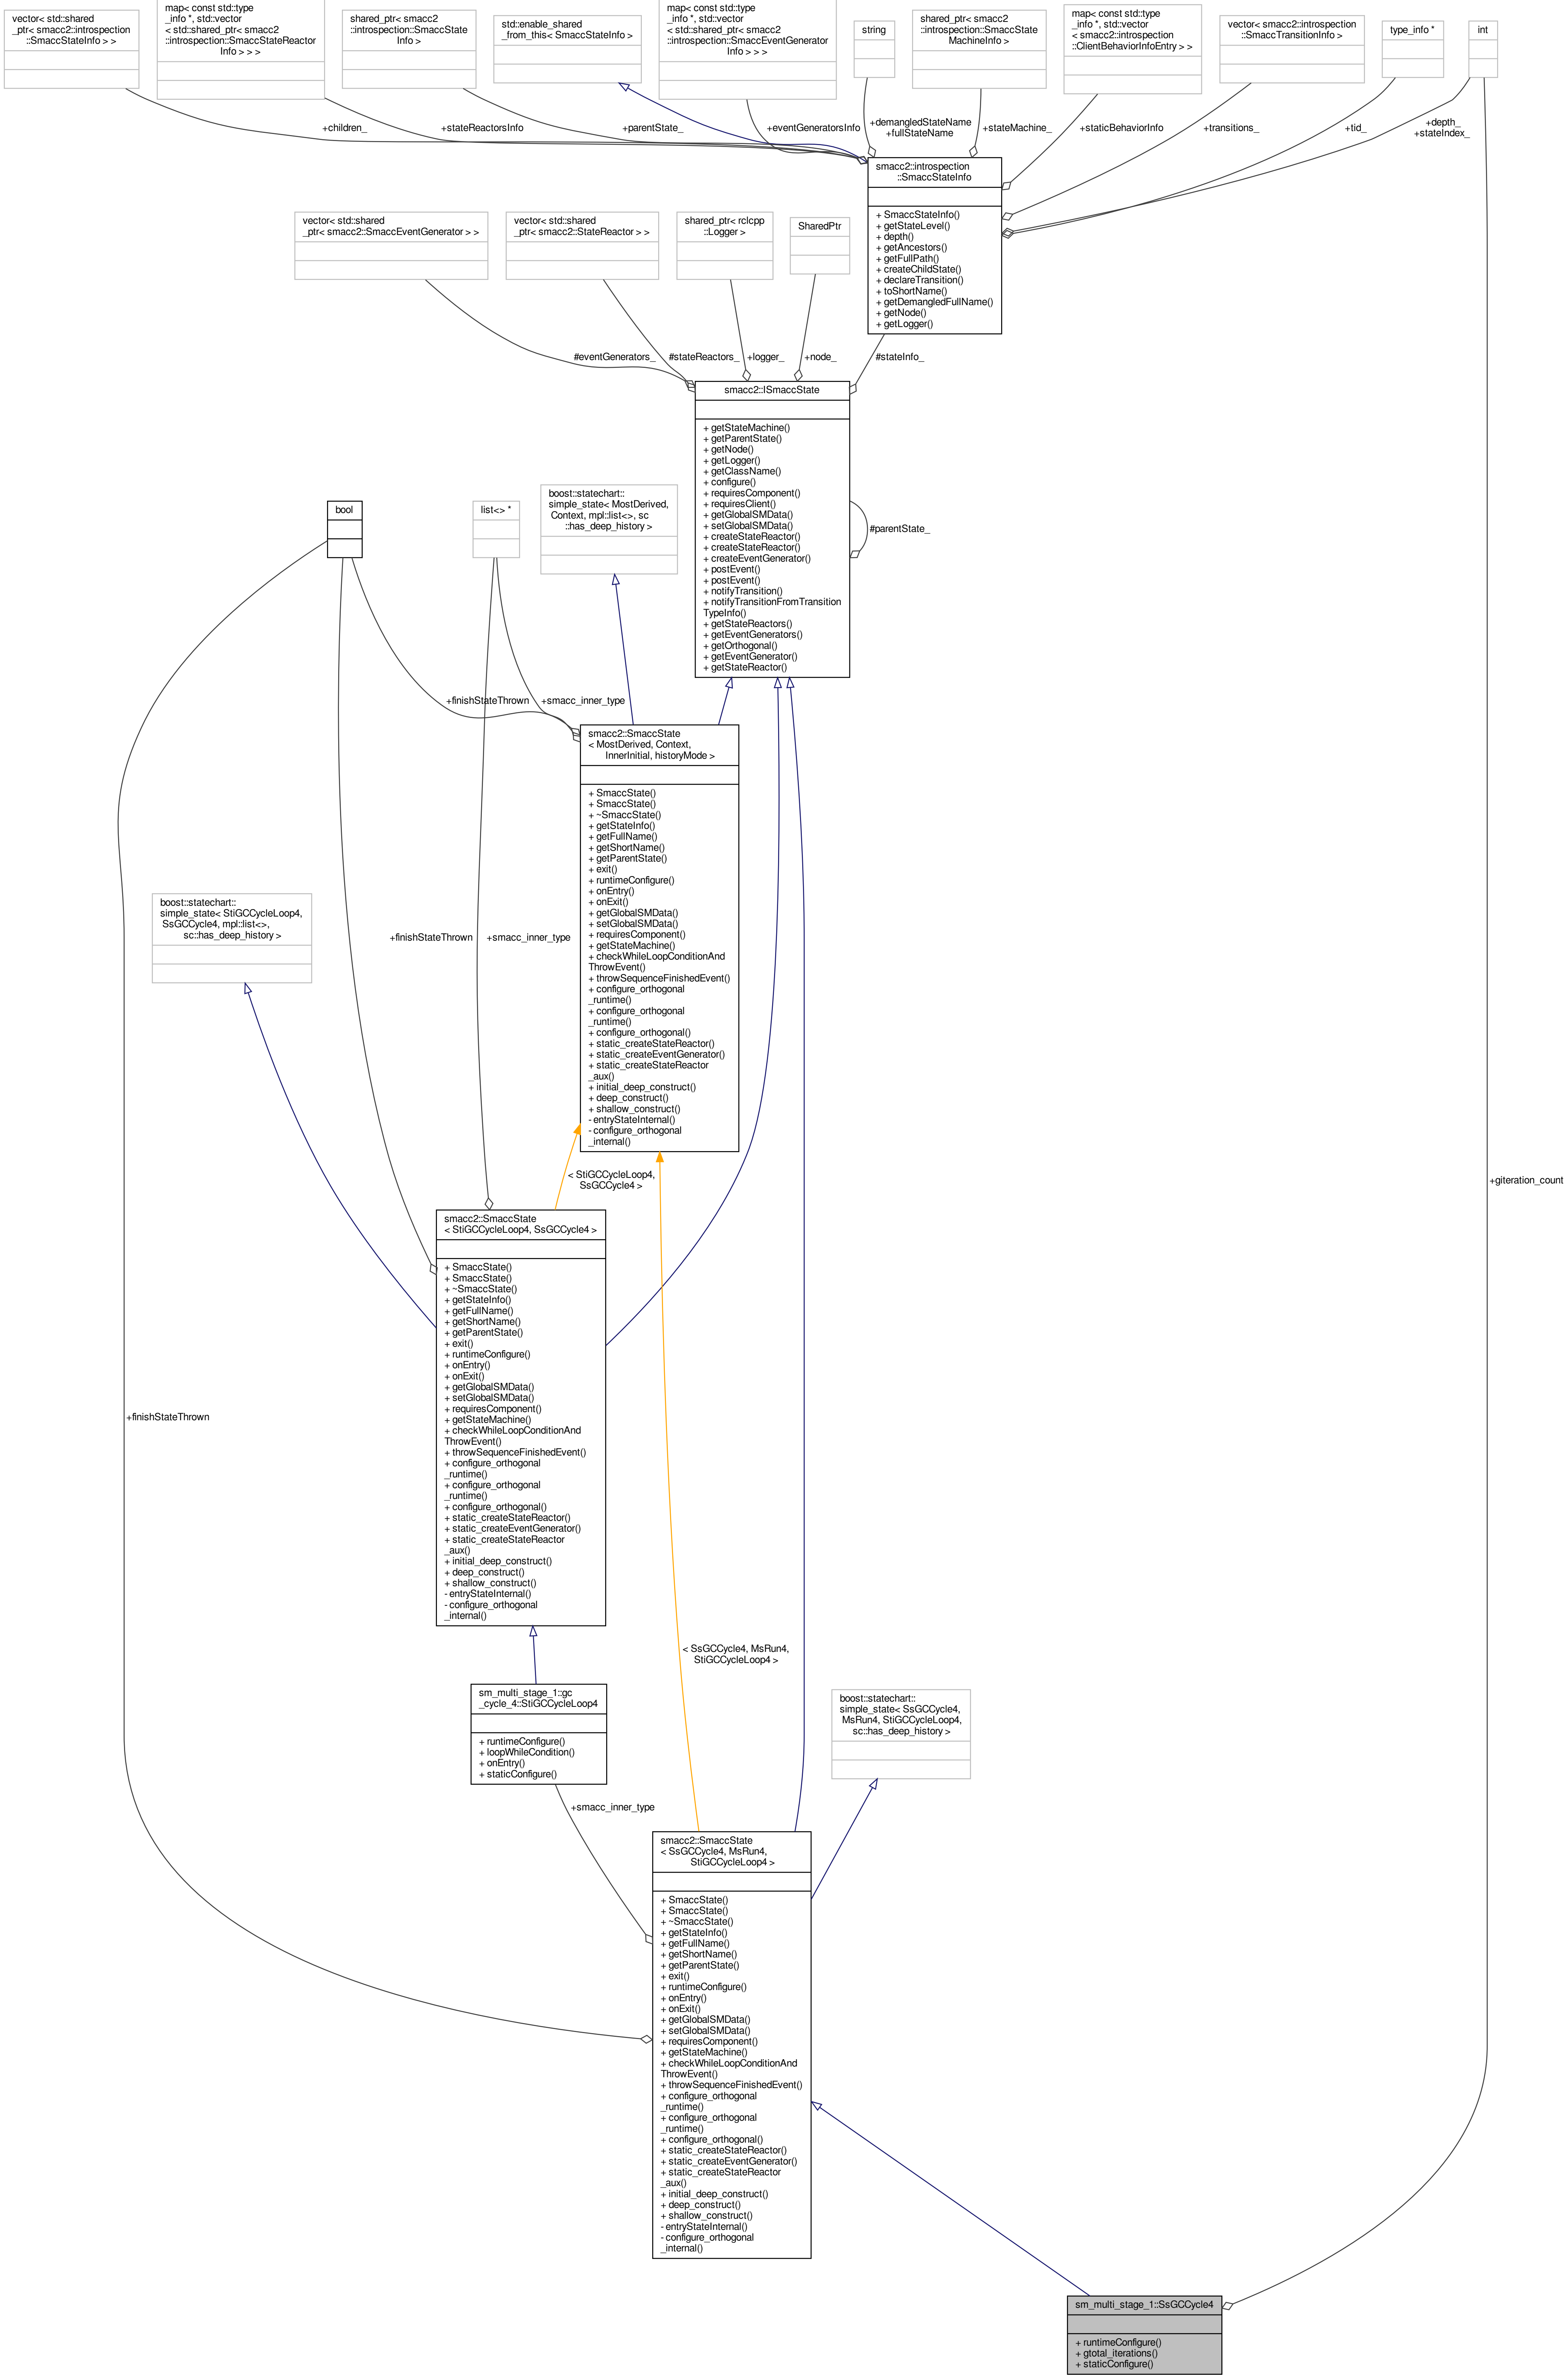 vector< std::shared
_ptr< smacc2::introspection
::SmaccStateInfo > >
map< const std::type
_info *, std::vector
< std::shared_ptr< smacc2
::introspection::SmaccStateReactor
Info > > >
shared_ptr< smacc2
::introspection::SmaccState
Info >
std::enable_shared
_from_this< SmaccStateInfo >
map< const std::type
_info *, std::vector
< std::shared_ptr< smacc2
::introspection::SmaccEventGenerator
Info > > >
string
shared_ptr< smacc2
::introspection::SmaccState
MachineInfo >
map< const std::type
_info *, std::vector
< smacc2::introspection
::ClientBehaviorInfoEntry > >
vector< smacc2::introspection
::SmaccTransitionInfo >
type_info *
int
+children_
+stateReactorsInfo
+parentState_
+eventGeneratorsInfo
+demangledStateName
+fullStateName
+stateMachine_
+staticBehaviorInfo
+transitions_
+tid_
+depth_
+stateIndex_
smacc2::introspection
::SmaccStateInfo
+ SmaccStateInfo()
+ getStateLevel()
+ depth()
+ getAncestors()
+ getFullPath()
+ createChildState()
+ declareTransition()
+ toShortName()
+ getDemangledFullName()
+ getNode()
+ getLogger()
vector< std::shared
_ptr< smacc2::SmaccEventGenerator > >
vector< std::shared
_ptr< smacc2::StateReactor > >
shared_ptr< rclcpp
::Logger >
SharedPtr
#eventGenerators_
#stateReactors_
+logger_
+node_
#stateInfo_
smacc2::ISmaccState
+ getStateMachine()
+ getParentState()
+ getNode()
+ getLogger()
+ getClassName()
+ configure()
+ requiresComponent()
+ requiresClient()
+ getGlobalSMData()
+ setGlobalSMData()
+ createStateReactor()
+ createStateReactor()
+ createEventGenerator()
+ postEvent()
+ postEvent()
+ notifyTransition()
+ notifyTransitionFromTransition
TypeInfo()
+ getStateReactors()
+ getEventGenerators()
+ getOrthogonal()
+ getEventGenerator()
+ getStateReactor()
#parentState_
bool
list<> *
boost::statechart::
simple_state< MostDerived,
Context, mpl::list<>, sc
::has_deep_history >
+finishStateThrown
+smacc_inner_type
smacc2::SmaccState
< MostDerived, Context,
InnerInitial, historyMode >
+ SmaccState()
+ SmaccState()
+ ~SmaccState()
+ getStateInfo()
+ getFullName()
+ getShortName()
+ getParentState()
+ exit()
+ runtimeConfigure()
+ onEntry()
+ onExit()
+ getGlobalSMData()
+ setGlobalSMData()
+ requiresComponent()
+ getStateMachine()
+ checkWhileLoopConditionAnd
ThrowEvent()
+ throwSequenceFinishedEvent()
+ configure_orthogonal
_runtime()
+ configure_orthogonal
_runtime()
+ configure_orthogonal()
+ static_createStateReactor()
+ static_createEventGenerator()
+ static_createStateReactor
_aux()
+ initial_deep_construct()
+ deep_construct()
+ shallow_construct()
- entryStateInternal()
- configure_orthogonal
_internal()
boost::statechart::
simple_state< StiGCCycleLoop4,
SsGCCycle4, mpl::list<>,
sc::has_deep_history >
+finishStateThrown
+smacc_inner_type
< StiGCCycleLoop4,
SsGCCycle4 >
+giteration_count
smacc2::SmaccState
< StiGCCycleLoop4, SsGCCycle4 >
+ SmaccState()
+ SmaccState()
+ ~SmaccState()
+ getStateInfo()
+ getFullName()
+ getShortName()
+ getParentState()
+ exit()
+ runtimeConfigure()
+ onEntry()
+ onExit()
+ getGlobalSMData()
+ setGlobalSMData()
+ requiresComponent()
+ getStateMachine()
+ checkWhileLoopConditionAnd
ThrowEvent()
+ throwSequenceFinishedEvent()
+ configure_orthogonal
_runtime()
+ configure_orthogonal
_runtime()
+ configure_orthogonal()
+ static_createStateReactor()
+ static_createEventGenerator()
+ static_createStateReactor
_aux()
+ initial_deep_construct()
+ deep_construct()
+ shallow_construct()
- entryStateInternal()
- configure_orthogonal
_internal()
+finishStateThrown
< SsGCCycle4, MsRun4,
StiGCCycleLoop4 >
sm_multi_stage_1::gc
_cycle_4::StiGCCycleLoop4
+ runtimeConfigure()
+ loopWhileCondition()
+ onEntry()
+ staticConfigure()
boost::statechart::
simple_state< SsGCCycle4,
MsRun4, StiGCCycleLoop4,
sc::has_deep_history >
+smacc_inner_type
smacc2::SmaccState
< SsGCCycle4, MsRun4,
StiGCCycleLoop4 >
+ SmaccState()
+ SmaccState()
+ ~SmaccState()
+ getStateInfo()
+ getFullName()
+ getShortName()
+ getParentState()
+ exit()
+ runtimeConfigure()
+ onEntry()
+ onExit()
+ getGlobalSMData()
+ setGlobalSMData()
+ requiresComponent()
+ getStateMachine()
+ checkWhileLoopConditionAnd
ThrowEvent()
+ throwSequenceFinishedEvent()
+ configure_orthogonal
_runtime()
+ configure_orthogonal
_runtime()
+ configure_orthogonal()
+ static_createStateReactor()
+ static_createEventGenerator()
+ static_createStateReactor
_aux()
+ initial_deep_construct()
+ deep_construct()
+ shallow_construct()
- entryStateInternal()
- configure_orthogonal
_internal()
sm_multi_stage_1::SsGCCycle4
+ runtimeConfigure()
+ gtotal_iterations()
+ staticConfigure()